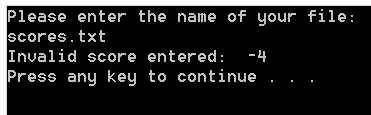 Please enter the name of your file:
scores.txt
Invalid score entered:  -4
Press any key to continue . . .